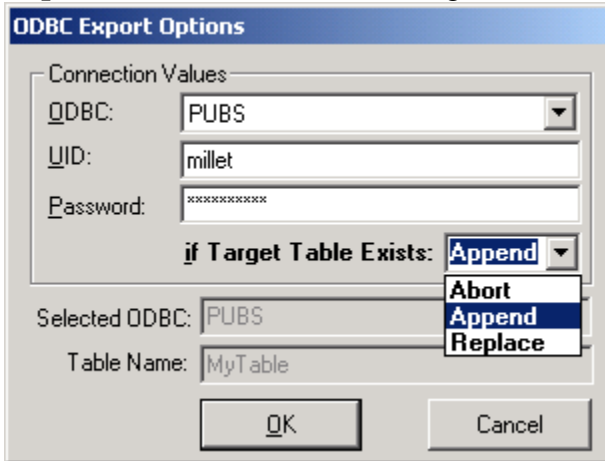 ODBC Export Options
Connection Values
ODBC: PUBS
UID: millet
Password: **********
if Target Table Exists: Append
Abort
Append
Replace
Selected ODBC: PUBS
Table Name: MyTable
OK Cancel